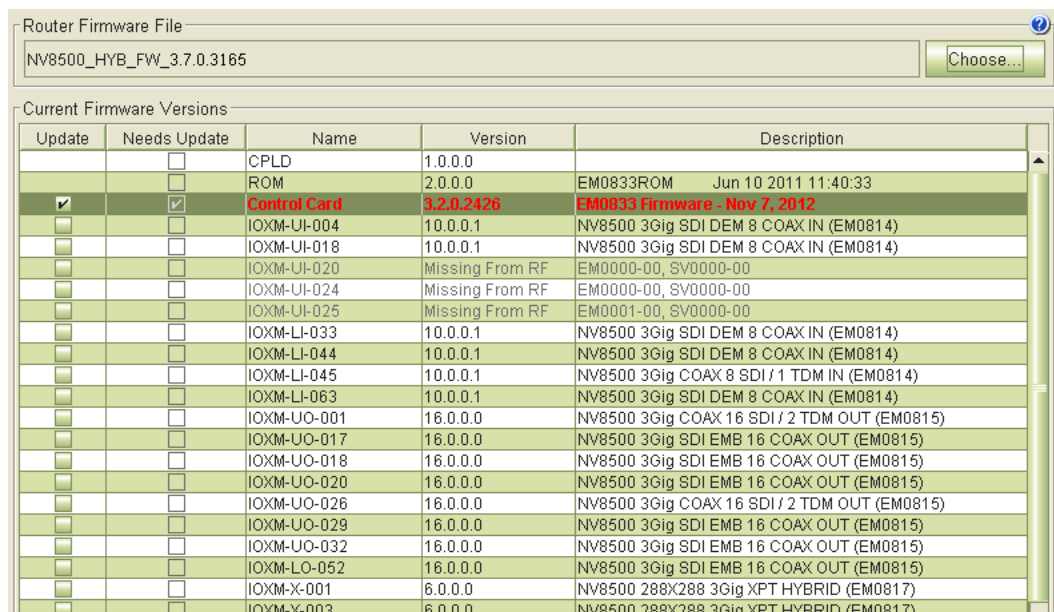 Router Firmware File
NV8500_HYB_FW_3.7.0.3165 Choose...
Current Firmware Versions
Update Needs Update Name Version Description
CPLD 1.0.0.0
ROM 2.0.0.0 EM0833ROM Jun 10 2011 11:40:33
Control Card 3.2.0.2426 EM0833 Firmware - Nov 7, 2012
IOXM-UI-004 10.0.0.1 NV8500 3Gig SDI DEM 8 COAX IN (EM0814)
IOXM-UI-018 10.0.0.1 NV8500 3Gig SDI DEM 8 COAX IN (EM0814)
IOXM-UI-020 Missing From RF EM0000-00, SV0000-00
IOXM-UI-024 Missing From RF EM0000-00, SV0000-00
IOXM-UI-025 Missing From RF EM0001-00, SV0000-00
IOXM-LI-033 10.0.0.1 NV8500 3Gig SDI DEM 8 COAX IN (EM0814)
IOXM-LI-044 10.0.0.1 NV8500 3Gig SDI DEM 8 COAX IN (EM0814)
IOXM-LI-045 10.0.0.1 NV8500 3Gig COAX 8 SDI / 1 TDM IN (EM0814)
IOXM-LI-063 10.0.0.1 NV8500 3Gig SDI DEM 8 COAX IN (EM0814)
IOXM-UO-001 16.0.0.0 NV8500 3Gig COAX 16 SDI / 2 TDM OUT (EM0815)
IOXM-UO-017 16.0.0.0 NV8500 3Gig SDI EMB 16 COAX OUT (EM0815)
IOXM-UO-018 16.0.0.0 NV8500 3Gig SDI EMB 16 COAX OUT (EM0815)
IOXM-UO-020 16.0.0.0 NV8500 3Gig SDI EMB 16 COAX OUT (EM0815)
IOXM-UO-026 16.0.0.0 NV8500 3Gig COAX 16 SDI / 2 TDM OUT (EM0815)
IOXM-UO-029 16.0.0.0 NV8500 3Gig SDI EMB 16 COAX OUT (EM0815)
IOXM-UO-032 16.0.0.0 NV8500 3Gig SDI EMB 16 COAX OUT (EM0815)
IOXM-LO-052 16.0.0.0 NV8500 3Gig SDI EMB 16 COAX OUT (EM0815)
IOXM-X-001 6.0.0.0 NV8500 288X288 3Gig XPT HYBRID (EM0817)
IOXM-X-003 6.0.0.0 NV8500 288X288 3Gig XPT HYBRID (EM0817)